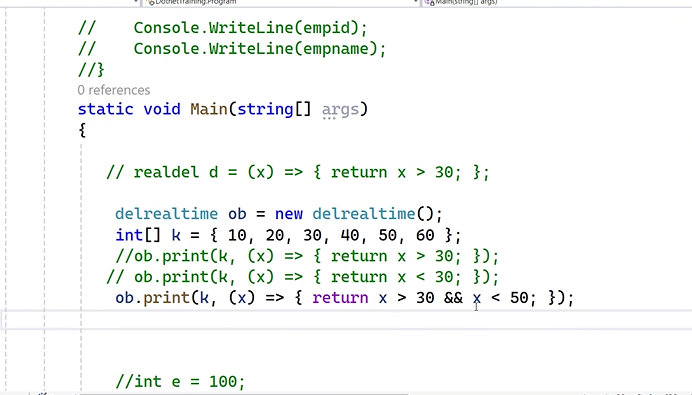 DotnetTraining.Program
Main(string[] args)
//    Console.WriteLine(empid);
//    Console.WriteLine(empname);
//}
0 references
static void Main(string[] args)
{
// realdel d = (x) => { return x > 30; };
delrealtime ob = new delrealtime();
int[] k = { 10, 20, 30, 40, 50, 60 };
//ob.print(k, (x) => { return x > 30; });
// ob.print(k, (x) => { return x < 30; });
ob.print(k, (x) => { return x > 30 && x < 50; });
//int e = 100;